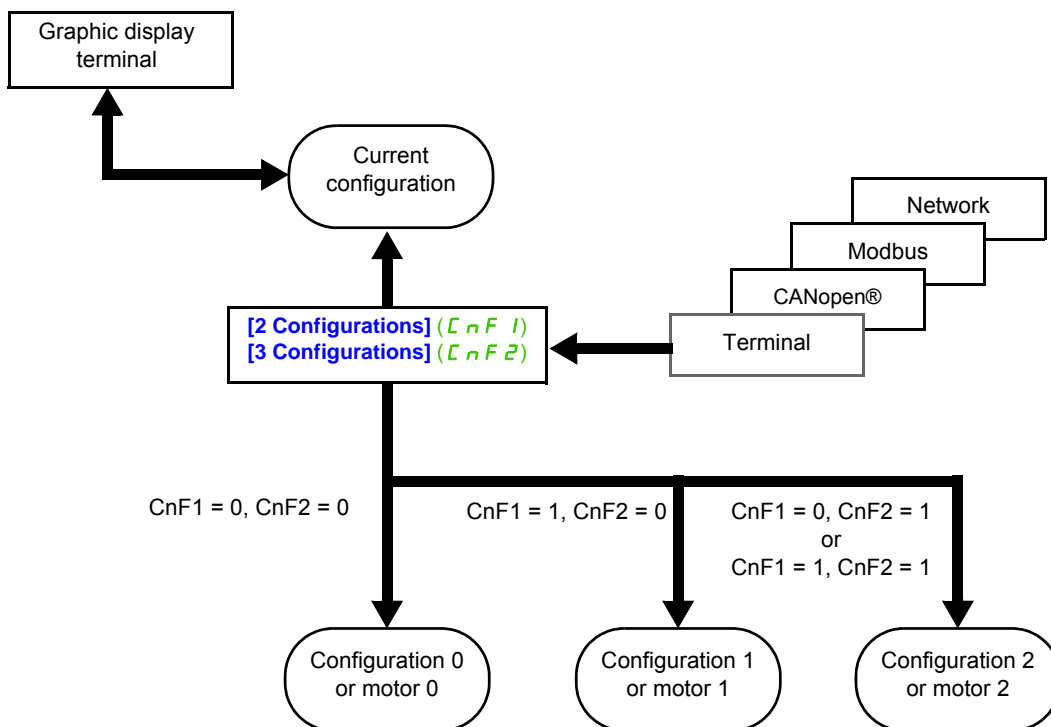 Graphic display
terminal
Current
configuration
Network
Modbus
CANopen®
Terminal
[2 Configurations] (CnF1)
[3 Configurations] (CnF2)
CnF1 = 0, CnF2 = 0
CnF1 = 1, CnF2 = 0
CnF1 = 0, CnF2 = 1
or
CnF1 = 1, CnF2 = 1
Configuration 0
or motor 0
Configuration 1
or motor 1
Configuration 2
or motor 2